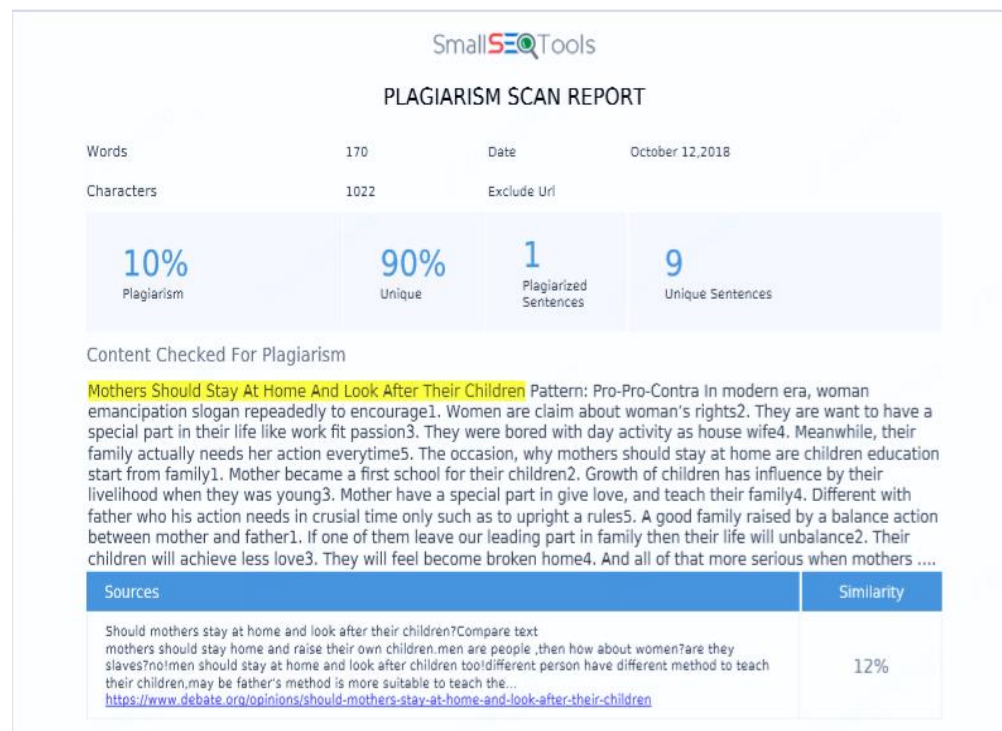 SmallSEOTools
PLAGIARISM SCAN REPORT
Words 170 Date October 12,2018
Characters 1022 Exclude Url
10% 90% 1 9
Plagiarism Unique Plagiarized Sentences Unique Sentences
Content Checked For Plagiarism
Mothers Should Stay At Home And Look After Their Children Pattern: Pro-Pro-Contra In modern era, woman
emancipation slogan repeadedly to encourage1. Women are claim about woman's rights2. They are want to have a
special part in their life like work fit passion3. They were bored with day activity as house wife4. Meanwhile, their
family actually needs her action everytime5. The occasion, why mothers should stay at home are children education
start from family1. Mother became a first school for their children2. Growth of children has influence by their
livelihood when they was young3. Mother have a special part in give love, and teach their family4. Different with
father who his action needs in crusial time only such as to upright a rules5. A good family raised by a balance action
between mother and father1. If one of them leave our leading part in family then their life will unbalance2. Their
children will achieve less love3. They will feel become broken home4. And all of that more serious when mothers ....
Sources Similarity
Should mothers stay at home and look after their children?Compare text
mothers should stay home and raise their own children.men are people ,then how about women?are they
slaves?no!men should stay at home and look after children too!different person have different method to teach
their children,may be father's method is more suitable to teach the...
https://www.debate.org/opinions/should-mothers-stay-at-home-and-look-after-their-children
12%